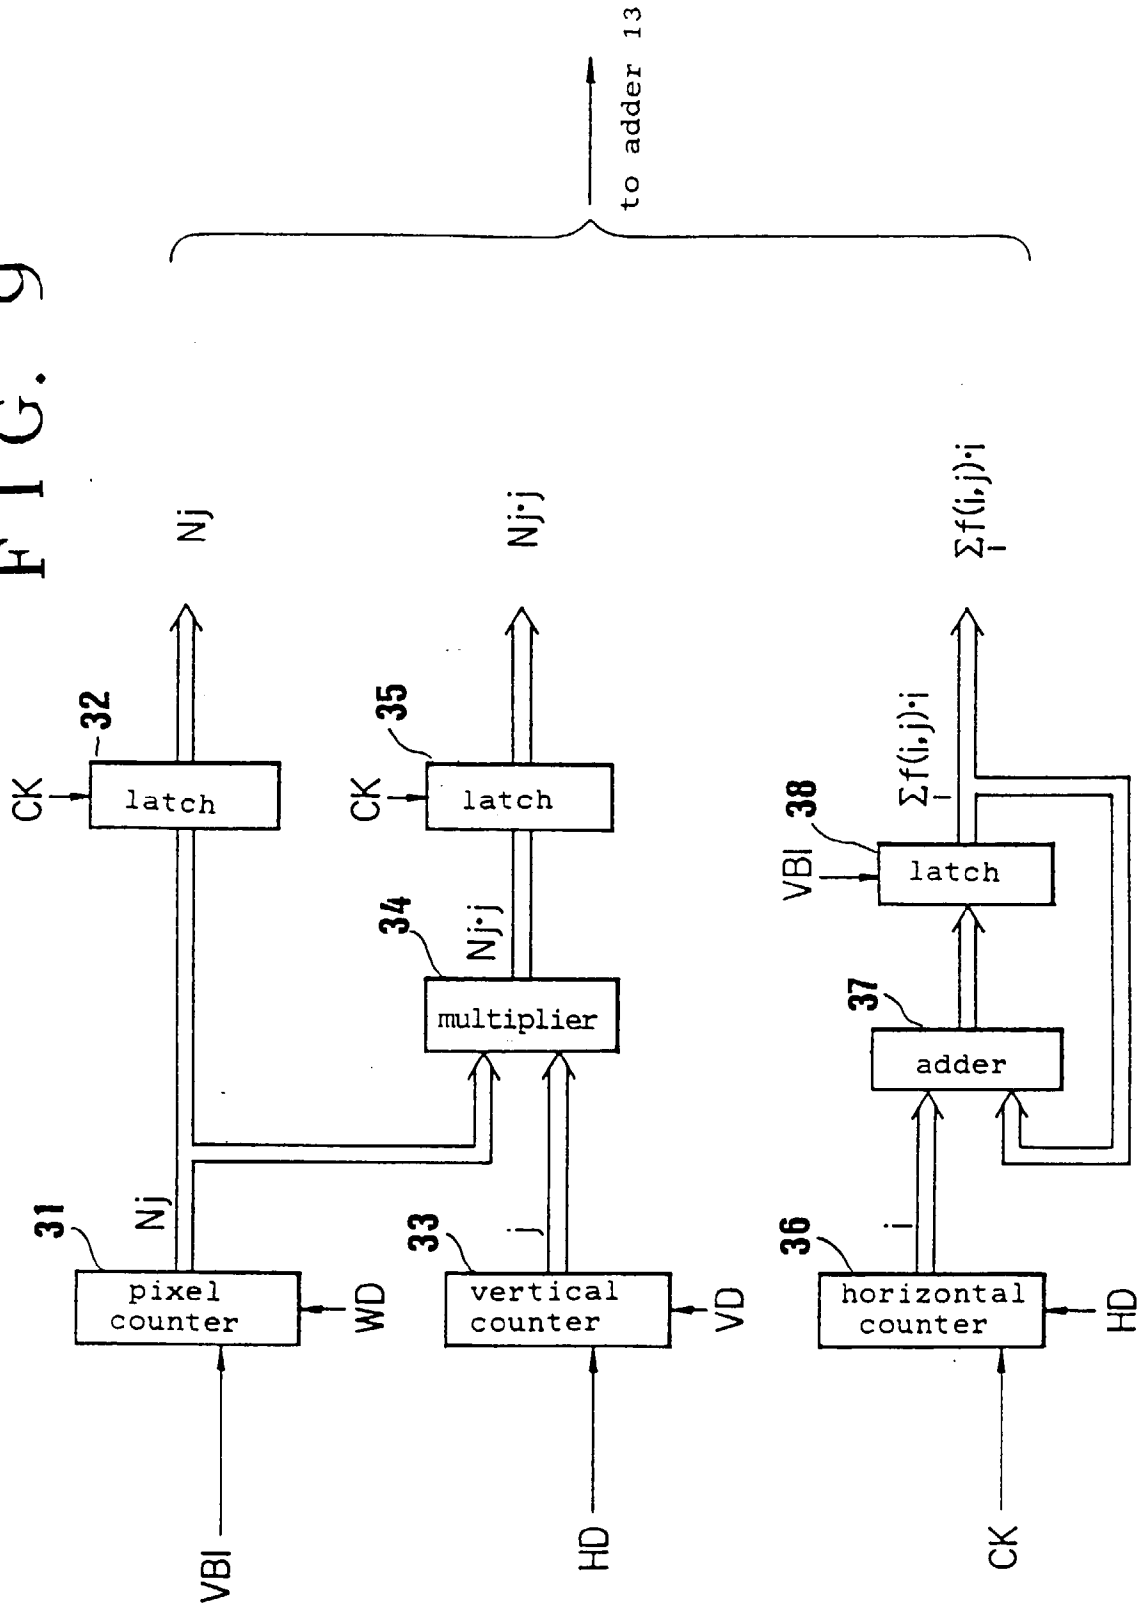 FIG. 9
VBI
31
pixel
counter
WD
Nj
CK
32
latch
Nj
HD
33
vertical
counter
VD
j
34
multiplier
Nj·j
CK
35
latch
Nj·j
CK
36
horizontal
counter
HD
i
37
adder
VBI
38
latch
Σf(i,j)·i
i
Σf(i,j)·i
i
to adder 13